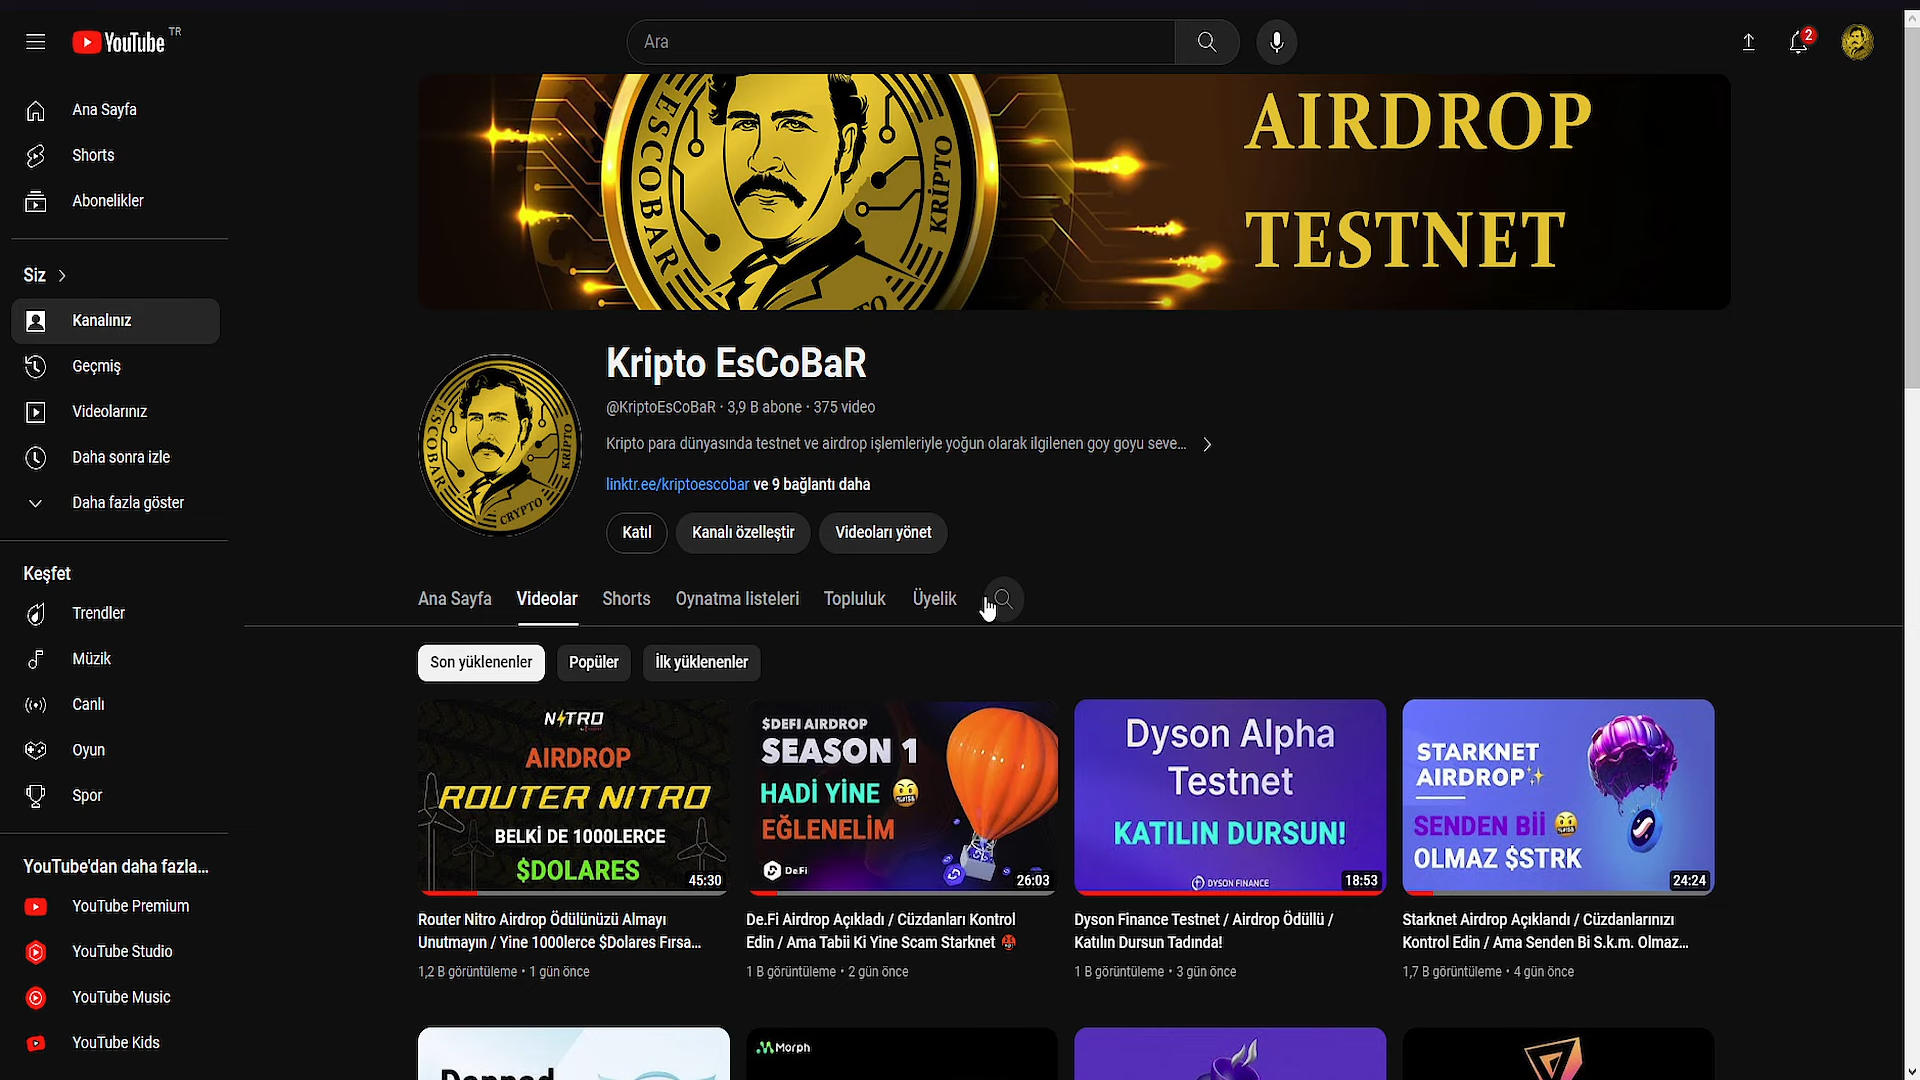 YouTube TR
Ara
2
Ana Sayfa
Shorts
Abonelikler
Siz
Kanalınız
Geçmiş
Videolarınız
Daha sonra izle
Daha fazla göster
Keşfet
Trendler
Müzik
Canlı
Oyun
Spor
YouTube'dan daha fazla...
YouTube Premium
YouTube Studio
YouTube Music
YouTube Kids
ESCOBAR
KRİPTO
AIRDROP
TESTNET
ESCOBAR
KRİPTO
CRYPTO
Kripto EsCoBaR
@KriptoEsCoBaR · 3,9 B abone · 375 video
Kripto para dünyasında testnet ve airdrop işlemleriyle yoğun olarak ilgilenen goy goyu seve...
linktr.ee/kriptoescobar ve 9 bağlantı daha
Katıl
Kanalı özelleştir
Videoları yönet
Ana Sayfa
Videolar
Shorts
Oynatma listeleri
Topluluk
Üyelik
Son yüklenenler
Popüler
İlk yüklenenler
NITRO
AIRDROP
ROUTER NITRO
BELKİ DE 1000LERCE
$DOLARES
45:30
Router Nitro Airdrop Ödülünüzü Almayı
Unutmayın / Yine 1000lerce $Dolares Fırsa...
1,2 B görüntüleme • 1 gün önce
$DEFI AIRDROP
SEASON 1
HADİ YİNE
EĞLENELİM
De.Fi
26:03
De.Fi Airdrop Açıkladı / Cüzdanları Kontrol
Edin / Ama Tabii Ki Yine Scam Starknet
1 B görüntüleme • 2 gün önce
Dyson Alpha
Testnet
KATILIN DURSUN!
DYSON FINANCE
18:53
Dyson Finance Testnet / Airdrop Ödüllü /
Katılın Dursun Tadında!
1 B görüntüleme • 3 gün önce
STARKNET
AIRDROP
SENDEN Bİİ
OLMAZ $STRK
24:24
Starknet Airdrop Açıklandı / Cüzdanlarınızı
Kontrol Edin / Ama Senden Bi S.k.m. Olmaz...
1,7 B görüntüleme • 4 gün önce
Morph